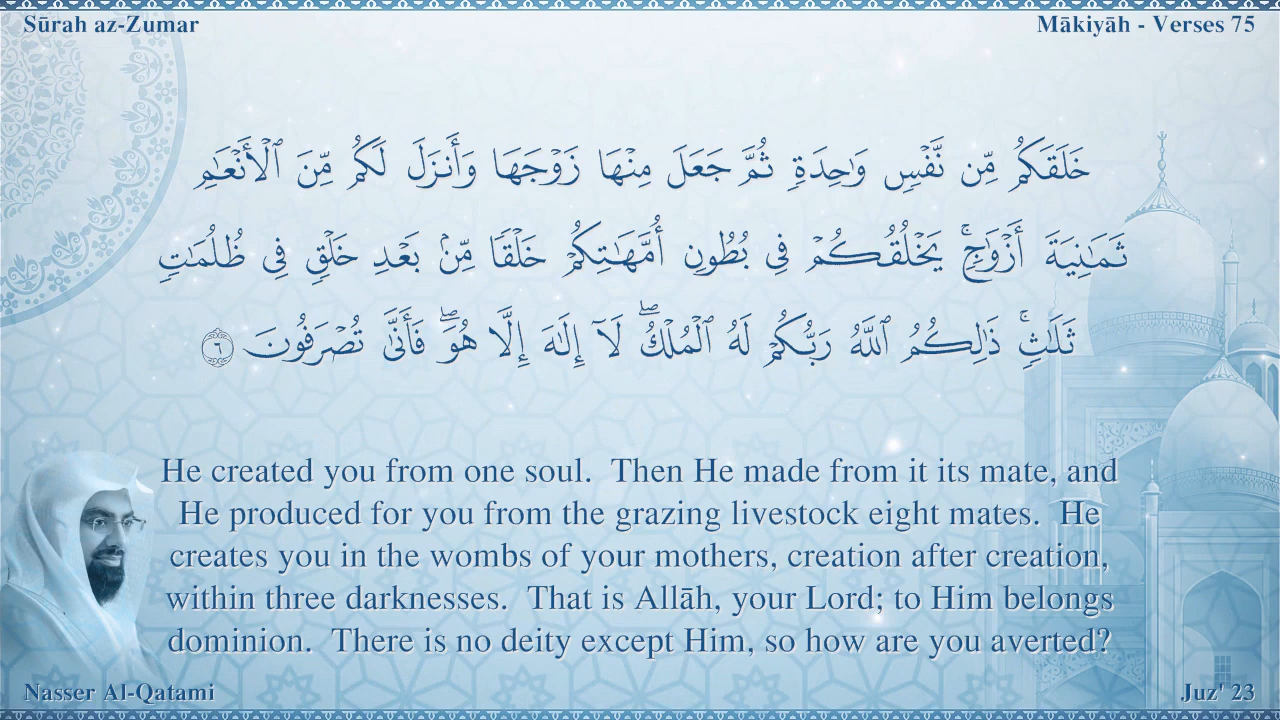 Sūrah az-Zumar
Mākiyāh - Verses 75
خَلَقَكُم مِّن نَّفْسٍ وَٰحِدَةٍ ثُمَّ جَعَلَ مِنْهَا زَوْجَهَا وَأَنزَلَ لَكُم مِّنَ ٱلْأَنْعَٰمِ
ثَمَٰنِيَةَ أَزْوَٰجٍ ۚ يَخْلُقُكُمْ فِى بُطُونِ أُمَّهَٰتِكُمْ خَلْقًا مِّنۢ بَعْدِ خَلْقٍ فِى ظُلُمَٰتٍ
ثَلَٰثٍ ۚ ذَٰلِكُمُ ٱللَّهُ رَبُّكُمْ لَهُ ٱلْمُلْكُ ۖ لَآ إِلَٰهَ إِلَّا هُوَ ۖ فَأَنَّىٰ تُصْرَفُونَ ٦
He created you from one soul. Then He made from it its mate, and
He produced for you from the grazing livestock eight mates. He
creates you in the wombs of your mothers, creation after creation,
within three darknesses. That is Allāh, your Lord; to Him belongs
dominion. There is no deity except Him, so how are you averted?
Nasser Al-Qatami
Juz' 23